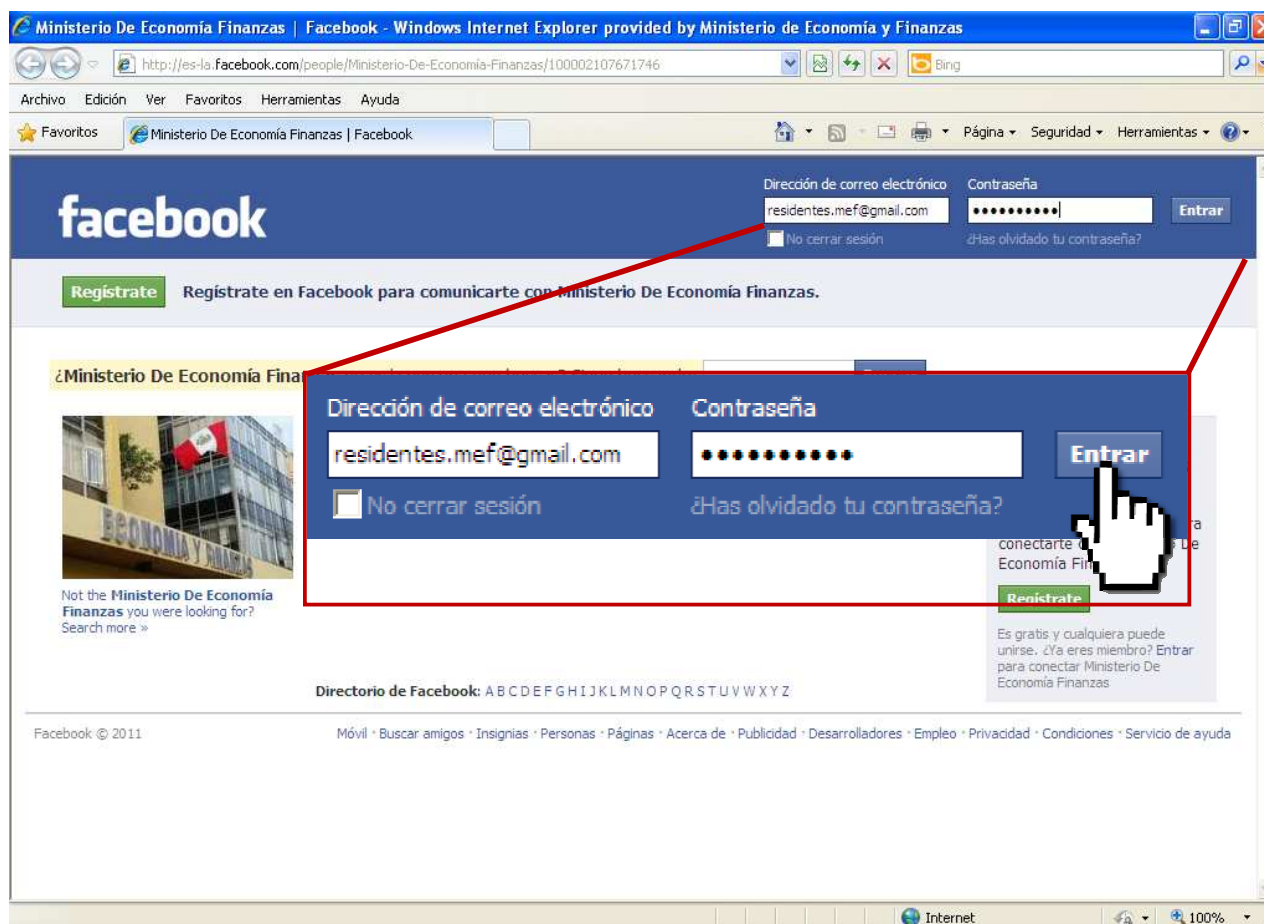 Ministerio De Economía Finanzas | Facebook - Windows Internet Explorer provided by Ministerio de Economía y Finanzas
http://es-la.facebook.com/people/Ministerio-De-Economia-Finanzas/100002107671746 Bing
Archivo Edición Ver Favoritos Herramientas Ayuda
Favoritos Ministerio De Economía Finanzas | Facebook Página Seguridad Herramientas
Dirección de correo electrónico Contraseña
facebook residentes.mef@gmail.com •••••••••• Entrar
No cerrar sesión ¿Has olvidado tu contraseña?
Regístrate Regístrate en Facebook para comunicarte con Ministerio De Economía Finanzas.
¿Ministerio De Economía Fina
Dirección de correo electrónico Contraseña
residentes.mef@gmail.com •••••••••• Entrar
No cerrar sesión ¿Has olvidado tu contraseña?
ECONOMIA Y FINANZAS
conectarte De
Economía Fin
Not the Ministerio De Economía
Finanzas you were looking for?
Search more »
Regístrate
Es gratis y cualquiera puede
unirse. ¿Ya eres miembro? Entrar
para conectar Ministerio De
Economía Finanzas
Directorio de Facebook: A B C D E F G H I J K L M N O P Q R S T U V W X Y Z
Facebook © 2011 Móvil · Buscar amigos · Insignias · Personas · Páginas · Acerca de · Publicidad · Desarrolladores · Empleo · Privacidad · Condiciones · Servicio de ayuda
Internet 100%